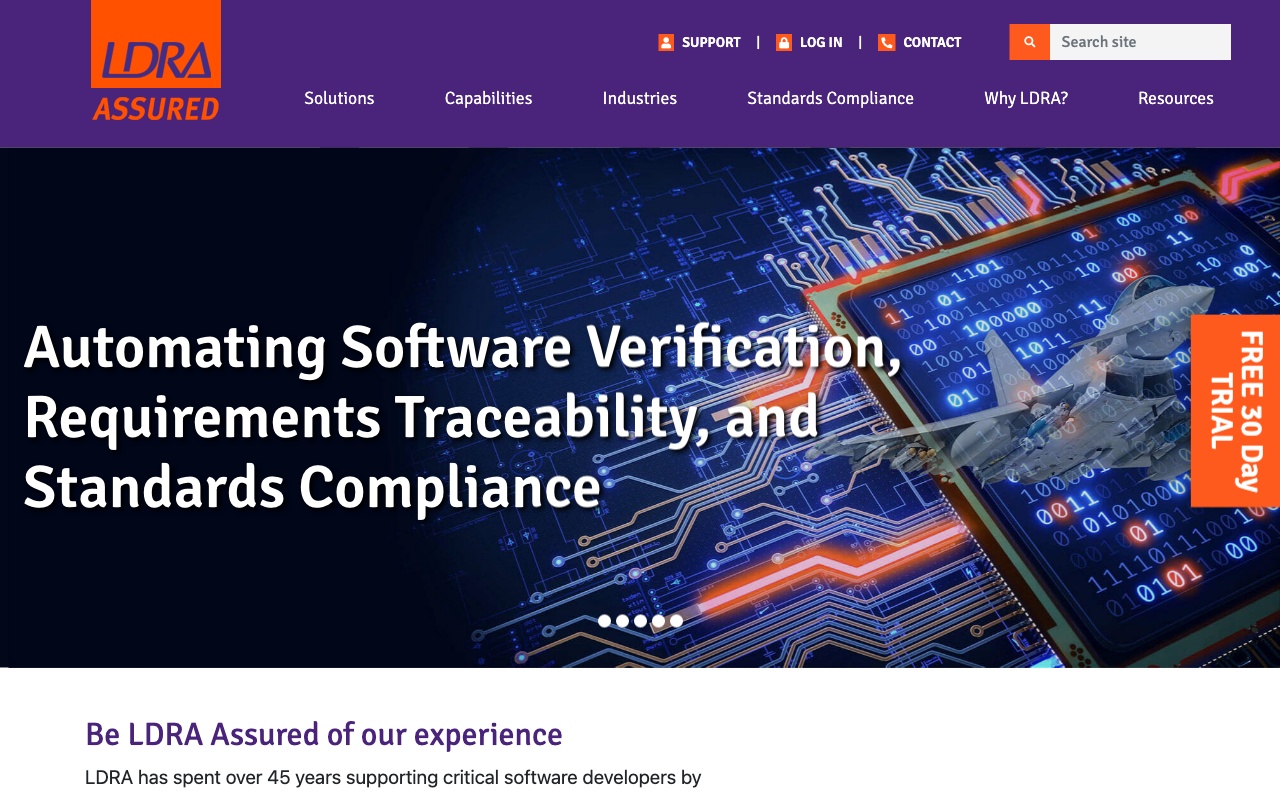 LDRA
ASSURED
SUPPORT | LOG IN | CONTACT
Search site
Solutions Capabilities Industries Standards Compliance Why LDRA? Resources
Automating Software Verification,
Requirements Traceability, and
Standards Compliance
FREE 30 Day
TRIAL
Be LDRA Assured of our experience
LDRA has spent over 45 years supporting critical software developers by